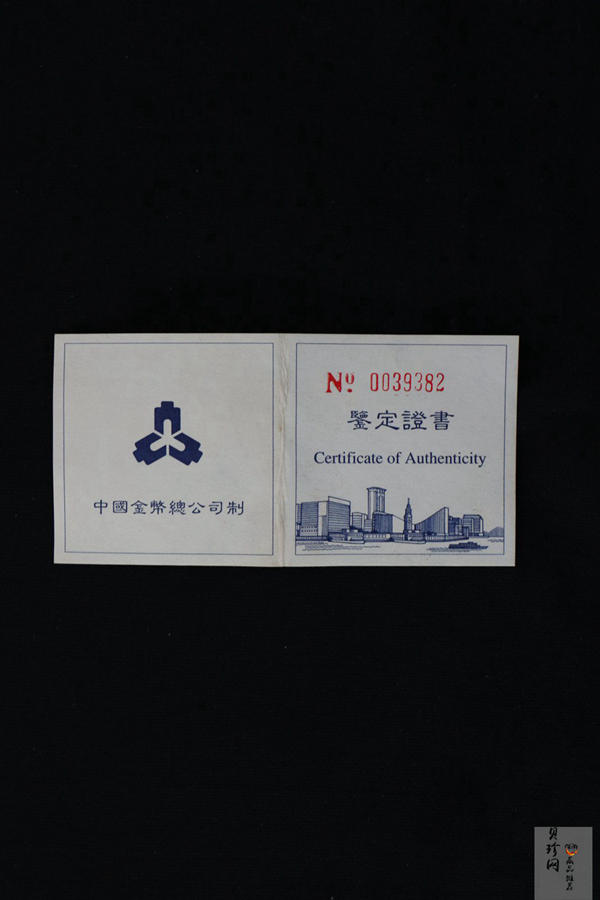 中國金幣總公司制
Nº 0039382
鑒定證書
Certificate of Authenticity
貝珍网